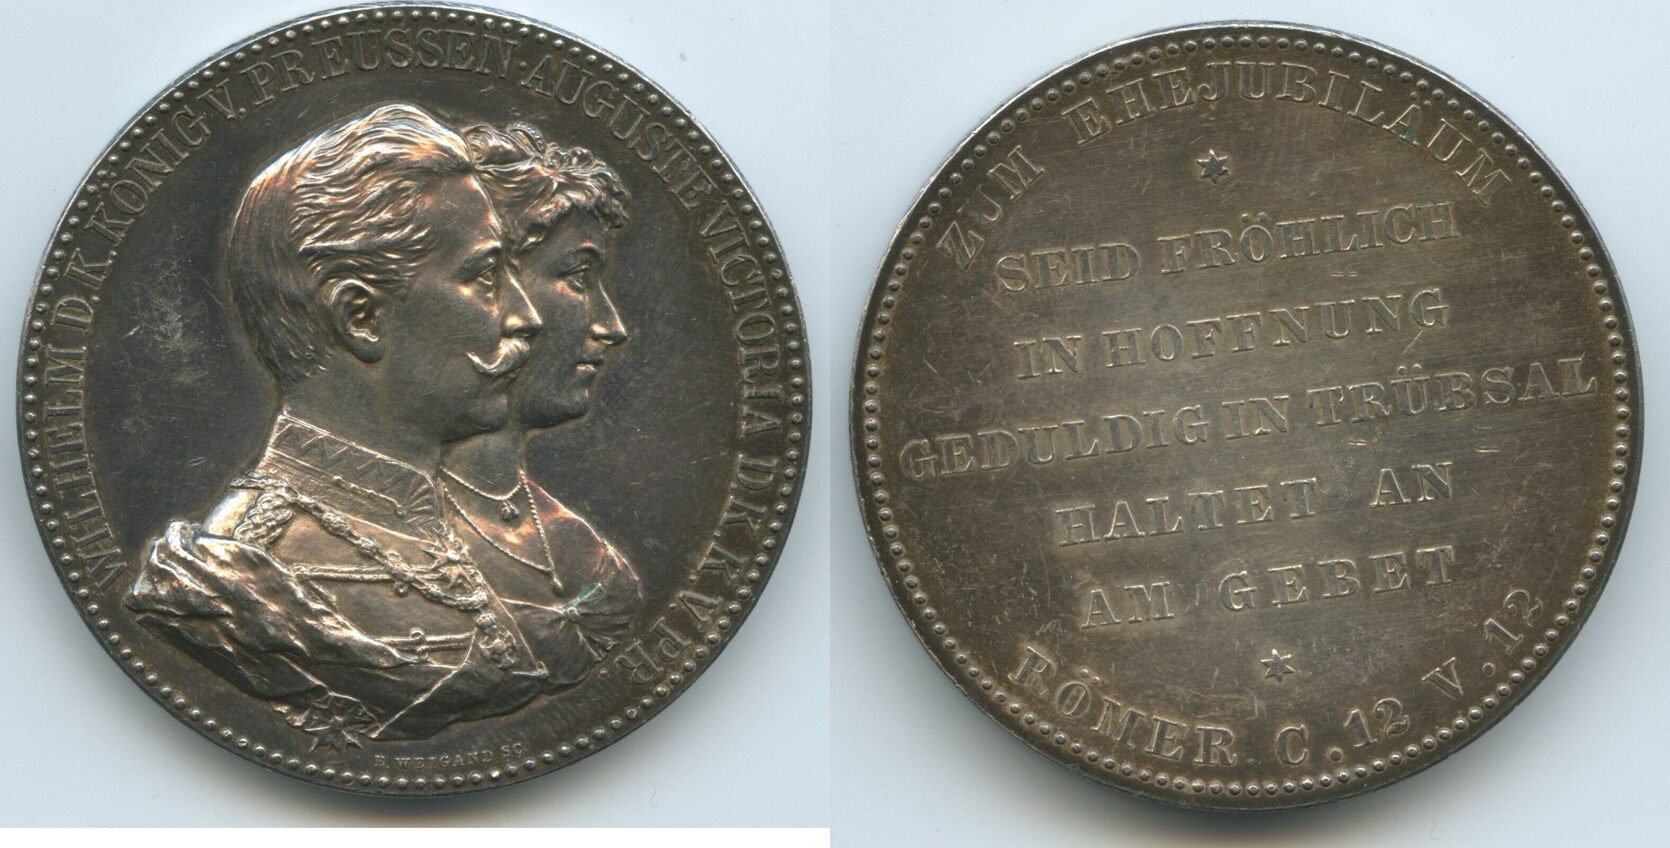 WILHELM D.K. KÖNIG V. PREUSSEN · AUGUSTE VICTORIA D.K.K.V. PR.
E. WEIGAND SC.
ZUM EHEJUBILÄUM
SEID FRÖHLICH
IN HOFFNUNG
GEDULDIG IN TRÜBSAL
HALTET AN
AM GEBET
RÖMER C. 12 V. 12